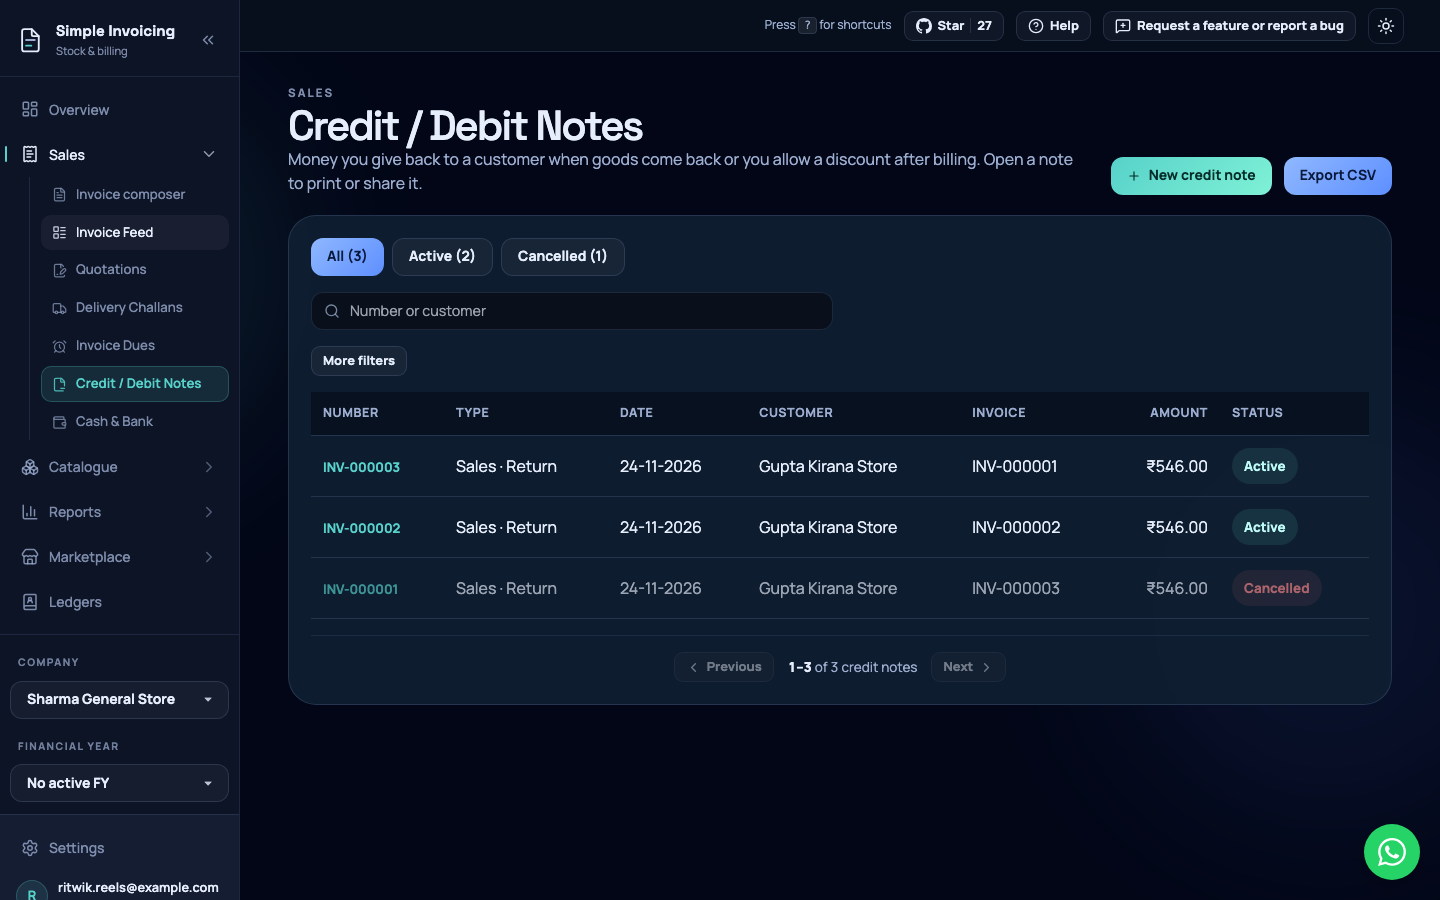 Simple Invoicing
Stock & billing
Press ? for shortcuts
Star 27
Help
Request a feature or report a bug
Overview
Sales
Invoice composer
Invoice Feed
Quotations
Delivery Challans
Invoice Dues
Credit / Debit Notes
Cash & Bank
Catalogue
Reports
Marketplace
Ledgers
COMPANY
Sharma General Store
FINANCIAL YEAR
No active FY
Settings
R
ritwik.reels@example.com
SALES
Credit / Debit Notes
Money you give back to a customer when goods come back or you allow a discount after billing. Open a note
to print or share it.
+ New credit note
Export CSV
All (3)
Active (2)
Cancelled (1)
Number or customer
More filters
NUMBER TYPE DATE CUSTOMER INVOICE AMOUNT STATUS
INV-000003 Sales · Return 24-11-2026 Gupta Kirana Store INV-000001 ₹546.00 Active
INV-000002 Sales · Return 24-11-2026 Gupta Kirana Store INV-000002 ₹546.00 Active
INV-000001 Sales · Return 24-11-2026 Gupta Kirana Store INV-000003 ₹546.00 Cancelled
Previous 1–3 of 3 credit notes Next